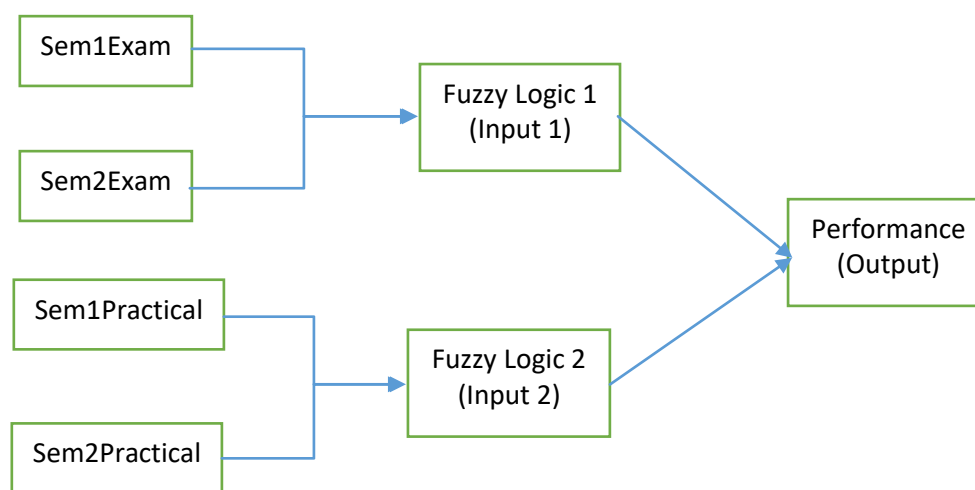 Sem1Exam
Fuzzy Logic 1
(Input 1)
Sem2Exam
Performance
(Output)
Sem1Practical
Fuzzy Logic 2
(Input 2)
Sem2Practical